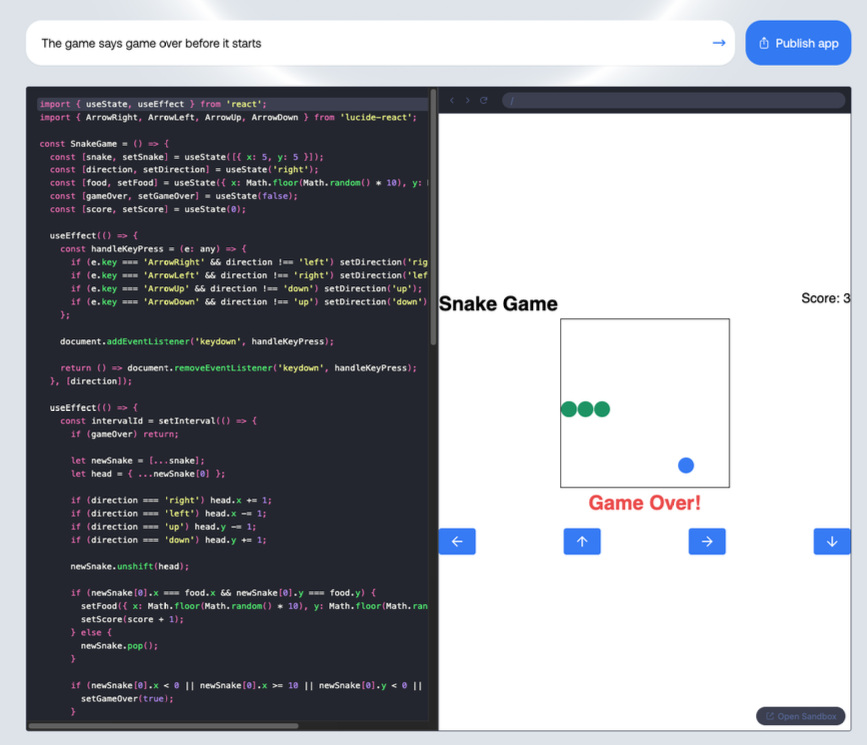 The game says game over before it starts
Publish app
import { useState, useEffect } from 'react';
import { ArrowRight, ArrowLeft, ArrowUp, ArrowDown } from 'lucide-react';
const SnakeGame = () => {
const [snake, setSnake] = useState([{ x: 5, y: 5 }]);
const [direction, setDirection] = useState('right');
const [food, setFood] = useState({ x: Math.floor(Math.random() * 10), y:
const [gameOver, setGameOver] = useState(false);
const [score, setScore] = useState(0);
useEffect(() => {
const handleKeyPress = (e: any) => {
if (e.key === 'ArrowRight' && direction !== 'left') setDirection('rig
if (e.key === 'ArrowLeft' && direction !== 'right') setDirection('lef
if (e.key === 'ArrowUp' && direction !== 'down') setDirection('up');
if (e.key === 'ArrowDown' && direction !== 'up') setDirection('down')
};
document.addEventListener('keydown', handleKeyPress);
return () => document.removeEventListener('keydown', handleKeyPress);
}, [direction]);
useEffect(() => {
const intervalId = setInterval(() => {
if (gameOver) return;
let newSnake = [...snake];
let head = { ...newSnake[0] };
if (direction === 'right') head.x += 1;
if (direction === 'left') head.x -= 1;
if (direction === 'up') head.y -= 1;
if (direction === 'down') head.y += 1;
newSnake.unshift(head);
if (newSnake[0].x === food.x && newSnake[0].y === food.y) {
setFood({ x: Math.floor(Math.random() * 10), y: Math.floor(Math.ran
setScore(score + 1);
} else {
newSnake.pop();
}
if (newSnake[0].x < 0 || newSnake[0].x >= 10 || newSnake[0].y < 0 ||
setGameOver(true);
}
/
Snake Game
Score: 3
Game Over!
Open Sandbox